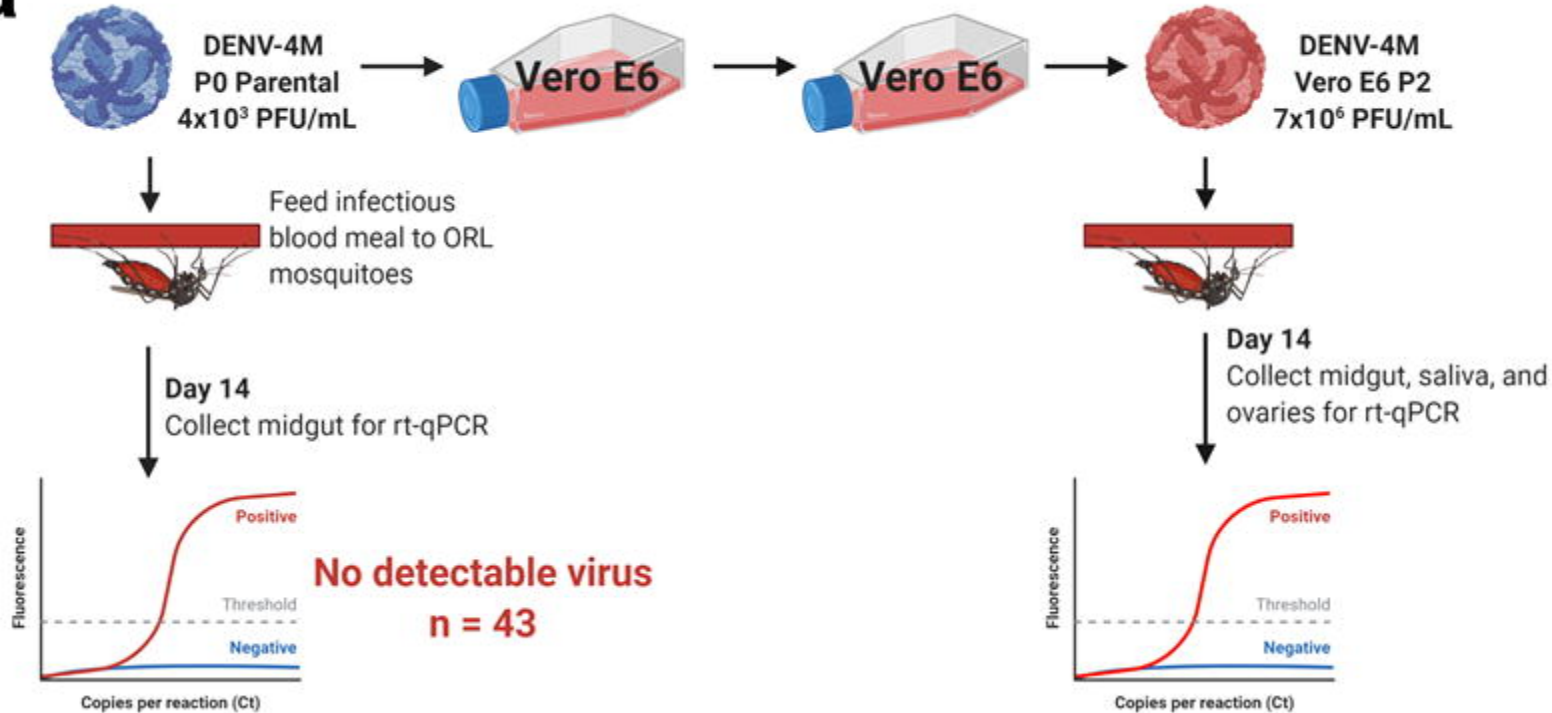 DENV-4M
P0 Parental
4x10³ PFU/mL
Vero E6
Vero E6
DENV-4M
Vero E6 P2
7x10⁶ PFU/mL
Feed infectious
blood meal to ORL
mosquitoes
Day 14
Collect midgut for rt-qPCR
Day 14
Collect midgut, saliva, and
ovaries for rt-qPCR
Fluorescence
Positive
Threshold
Negative
Copies per reaction (Ct)
No detectable virus
n = 43
Fluorescence
Positive
Threshold
Negative
Copies per reaction (Ct)